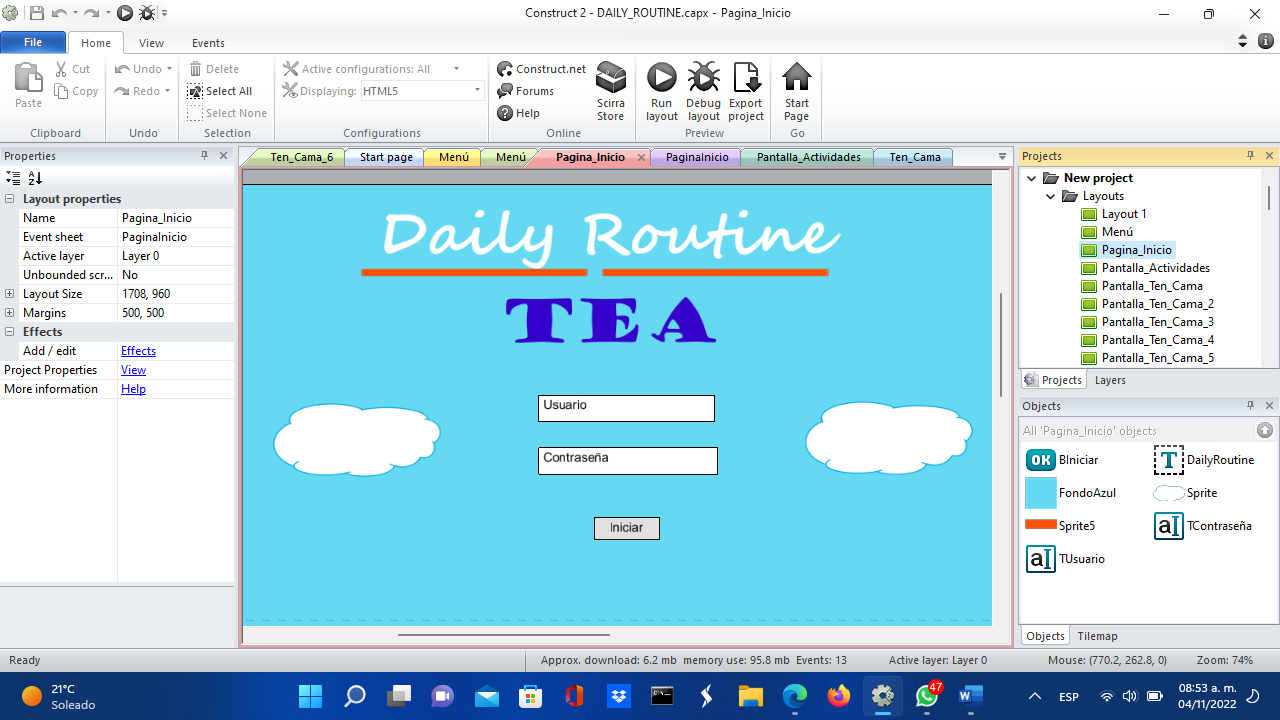 Construct 2 - DAILY_ROUTINE.capx - Pagina_Inicio
File Home View Events
Paste
Cut
Copy
Clipboard
Undo
Redo
Undo
Delete
Select All
Select None
Selection
Active configurations: All
Displaying: HTML5
Configurations
Construct.net
Forums
Help
Scirra Store
Online
Run layout
Debug layout
Export project
Preview
Start Page
Go
Properties
Layout properties
Name Pagina_Inicio
Event sheet PaginaInicio
Active layer Layer 0
Unbounded scr... No
Layout Size 1708, 960
Margins 500, 500
Effects
Add / edit Effects
Project Properties View
More information Help
Ten_Cama_6 Start page Menú Menú Pagina_Inicio PaginaInicio Pantalla_Actividades Ten_Cama
Daily Routine
TEA
Usuario
Contraseña
Iniciar
Projects
New project
Layouts
Layout 1
Menú
Pagina_Inicio
Pantalla_Actividades
Pantalla_Ten_Cama
Pantalla_Ten_Cama_2
Pantalla_Ten_Cama_3
Pantalla_Ten_Cama_4
Pantalla_Ten_Cama_5
Projects Layers
Objects
All 'Pagina_Inicio' objects
OK BIniciar T DailyRoutine
FondoAzul Sprite
Sprite5 aI TContraseña
aI TUsuario
Objects Tilemap
Ready Approx. download: 6.2 mb memory use: 95.8 mb Events: 13 Active layer: Layer 0 Mouse: (770.2, 262.8, 0) Zoom: 74%
21°C
Soleado
47
ESP
08:53 a. m.
04/11/2022